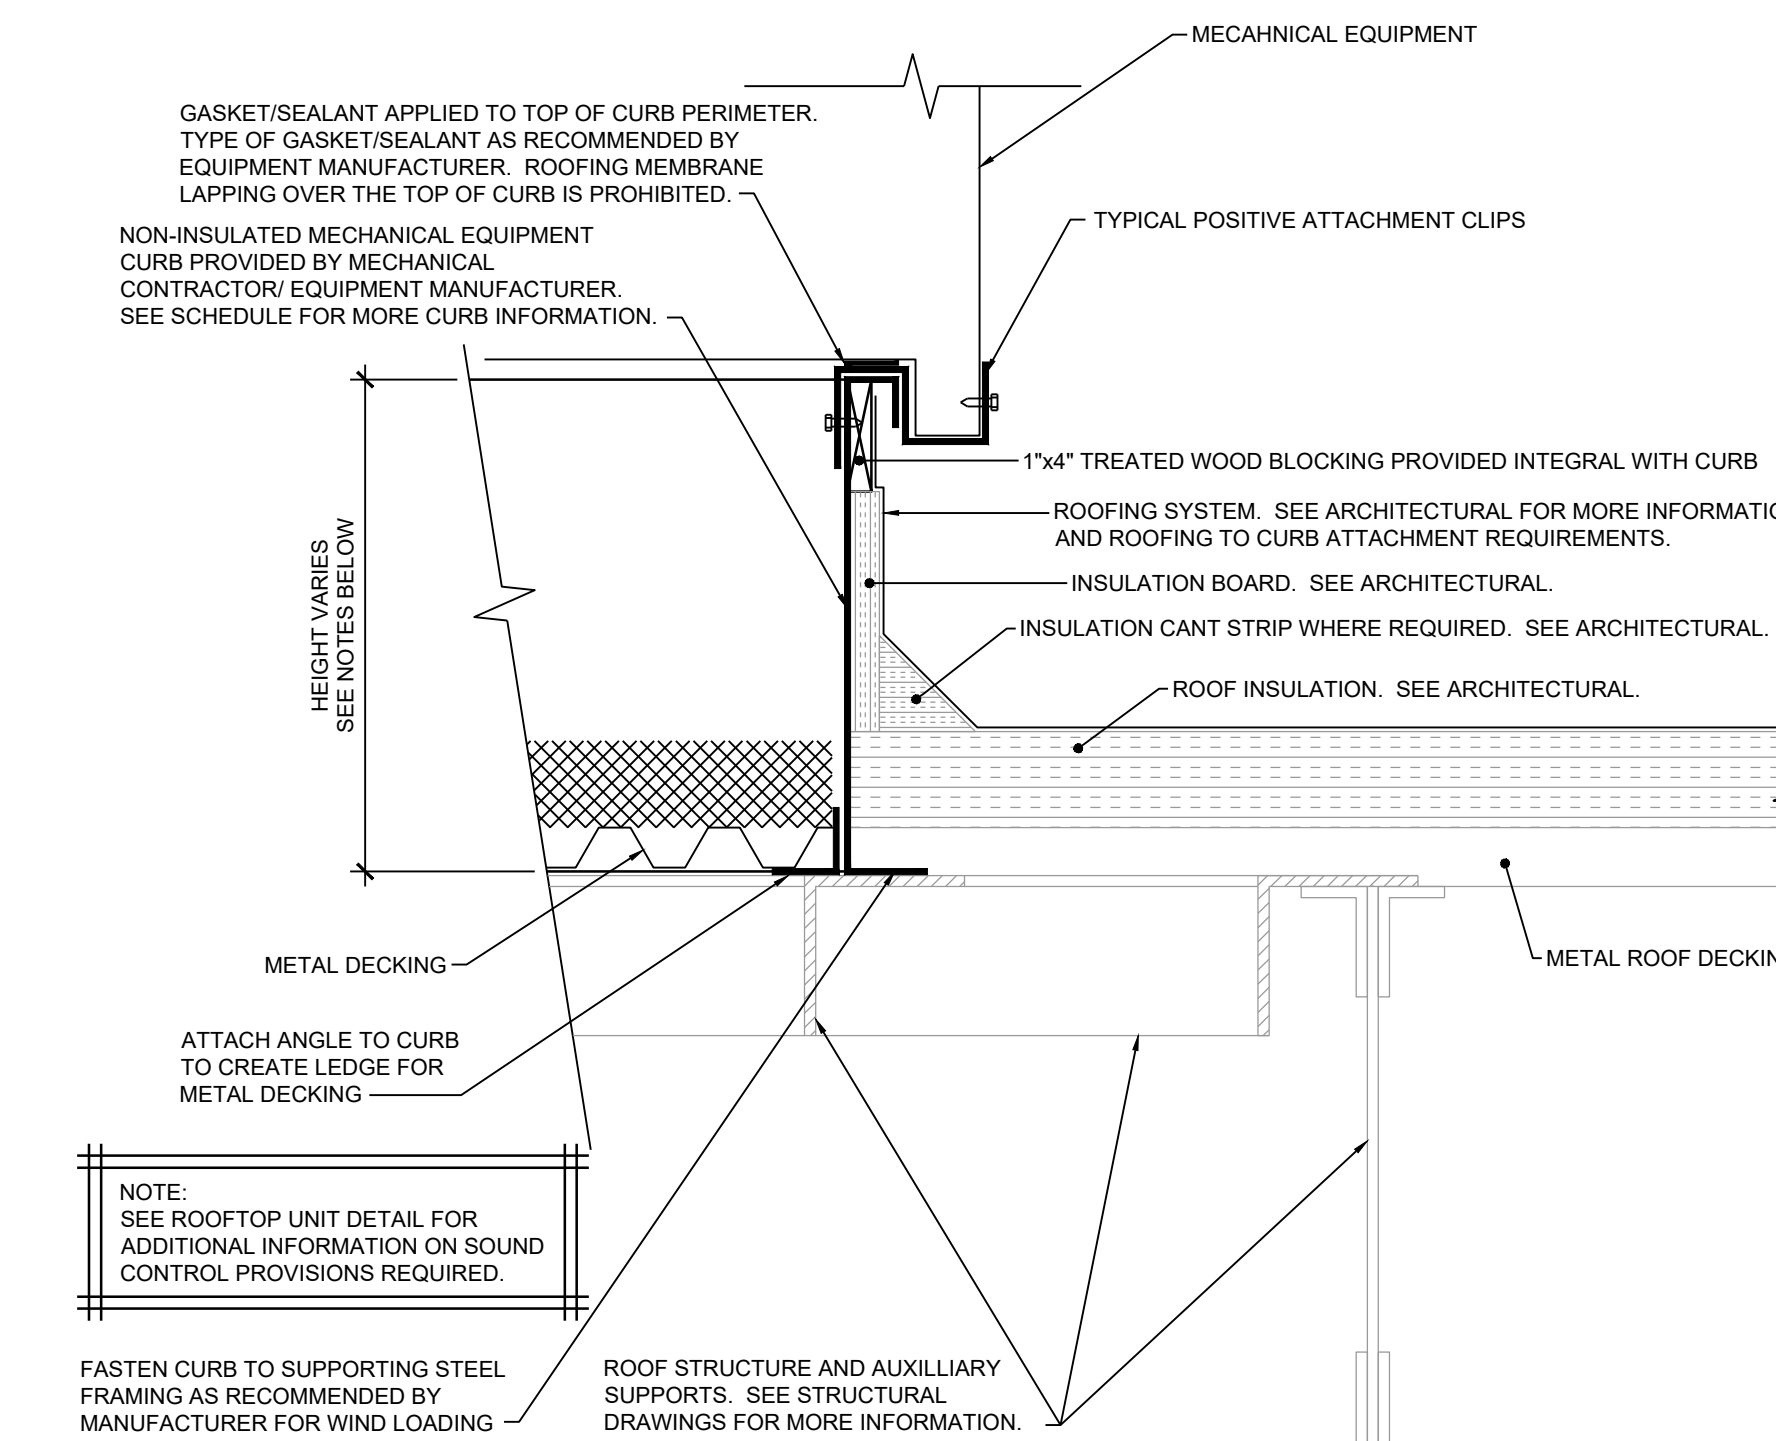 MECAHNICAL EQUIPMENT
GASKET/SEALANT APPLIED TO TOP OF CURB PERIMETER.
TYPE OF GASKET/SEALANT AS RECOMMENDED BY
EQUIPMENT MANUFACTURER. ROOFING MEMBRANE
LAPPING OVER THE TOP OF CURB IS PROHIBITED.
TYPICAL POSITIVE ATTACHMENT CLIPS
NON-INSULATED MECHANICAL EQUIPMENT
CURB PROVIDED BY MECHANICAL
CONTRACTOR/ EQUIPMENT MANUFACTURER.
SEE SCHEDULE FOR MORE CURB INFORMATION.
1"x4" TREATED WOOD BLOCKING PROVIDED INTEGRAL WITH CURB
ROOFING SYSTEM. SEE ARCHITECTURAL FOR MORE INFORMATIO
AND ROOFING TO CURB ATTACHMENT REQUIREMENTS.
HEIGHT VARIES
SEE NOTES BELOW
INSULATION BOARD. SEE ARCHITECTURAL.
INSULATION CANT STRIP WHERE REQUIRED. SEE ARCHITECTURAL.
ROOF INSULATION. SEE ARCHITECTURAL.
METAL DECKING
METAL ROOF DECKIN
ATTACH ANGLE TO CURB
TO CREATE LEDGE FOR
METAL DECKING
NOTE:
SEE ROOFTOP UNIT DETAIL FOR
ADDITIONAL INFORMATION ON SOUND
CONTROL PROVISIONS REQUIRED.
FASTEN CURB TO SUPPORTING STEEL
FRAMING AS RECOMMENDED BY
MANUFACTURER FOR WIND LOADING
ROOF STRUCTURE AND AUXILLIARY
SUPPORTS. SEE STRUCTURAL
DRAWINGS FOR MORE INFORMATION.